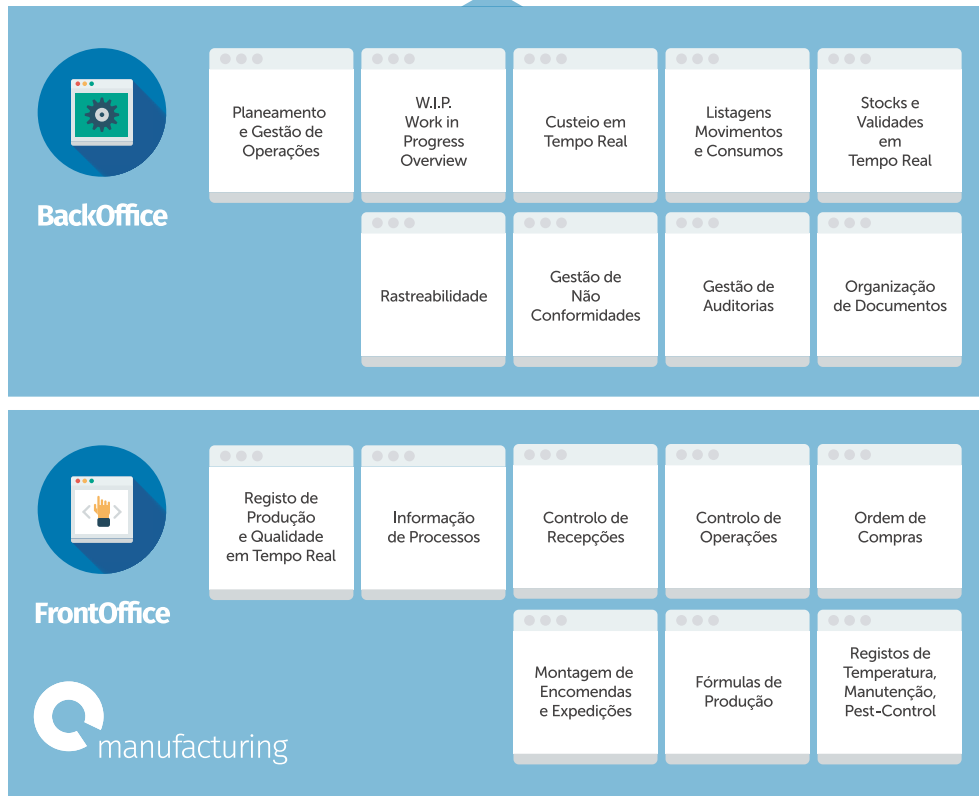 BackOffice
Planeamento
e Gestão de
Operações
W.I.P.
Work in
Progress
Overview
Custeio em
Tempo Real
Listagens
Movimentos
e Consumos
Stocks e
Validades
em
Tempo Real
Rastreabilidade
Gestão de
Não
Conformidades
Gestão de
Auditorias
Organização
de Documentos
FrontOffice
Registo de
Produção
e Qualidade
em Tempo Real
Informação
de Processos
Controlo de
Recepções
Controlo de
Operações
Ordem de
Compras
Montagem de
Encomendas
e Expedições
Fórmulas de
Produção
Registos de
Temperatura,
Manutenção,
Pest-Control
manufacturing